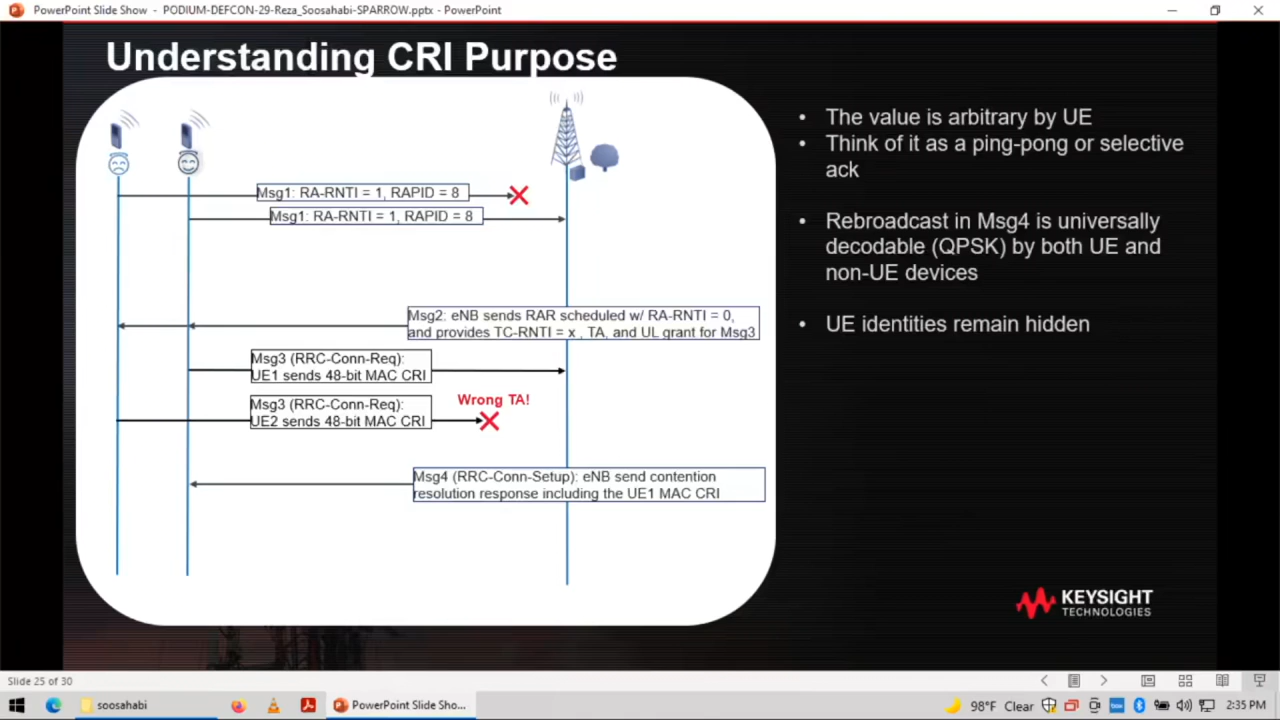 PowerPoint Slide Show - PODIUM-DEFCON-29-Reza_Soosahabi-SPARROW.pptx - PowerPoint
Understanding CRI Purpose
Msg1: RA-RNTI = 1, RAPID = 8
Msg1: RA-RNTI = 1, RAPID = 8
Msg2: eNB sends RAR scheduled w/ RA-RNTI = 0,
and provides TC-RNTI = x , TA, and UL grant for Msg3
Msg3 (RRC-Conn-Req):
UE1 sends 48-bit MAC CRI
Msg3 (RRC-Conn-Req):
UE2 sends 48-bit MAC CRI
Wrong TA!
Msg4 (RRC-Conn-Setup): eNB send contention
resolution response including the UE1 MAC CRI
• The value is arbitrary by UE
• Think of it as a ping-pong or selective
ack
• Rebroadcast in Msg4 is universally
decodable (QPSK) by both UE and
non-UE devices
• UE identities remain hidden
KEYSIGHT
TECHNOLOGIES
Slide 25 of 30
soosahabi
PowerPoint Slide Sho...
98°F Clear
2:35 PM